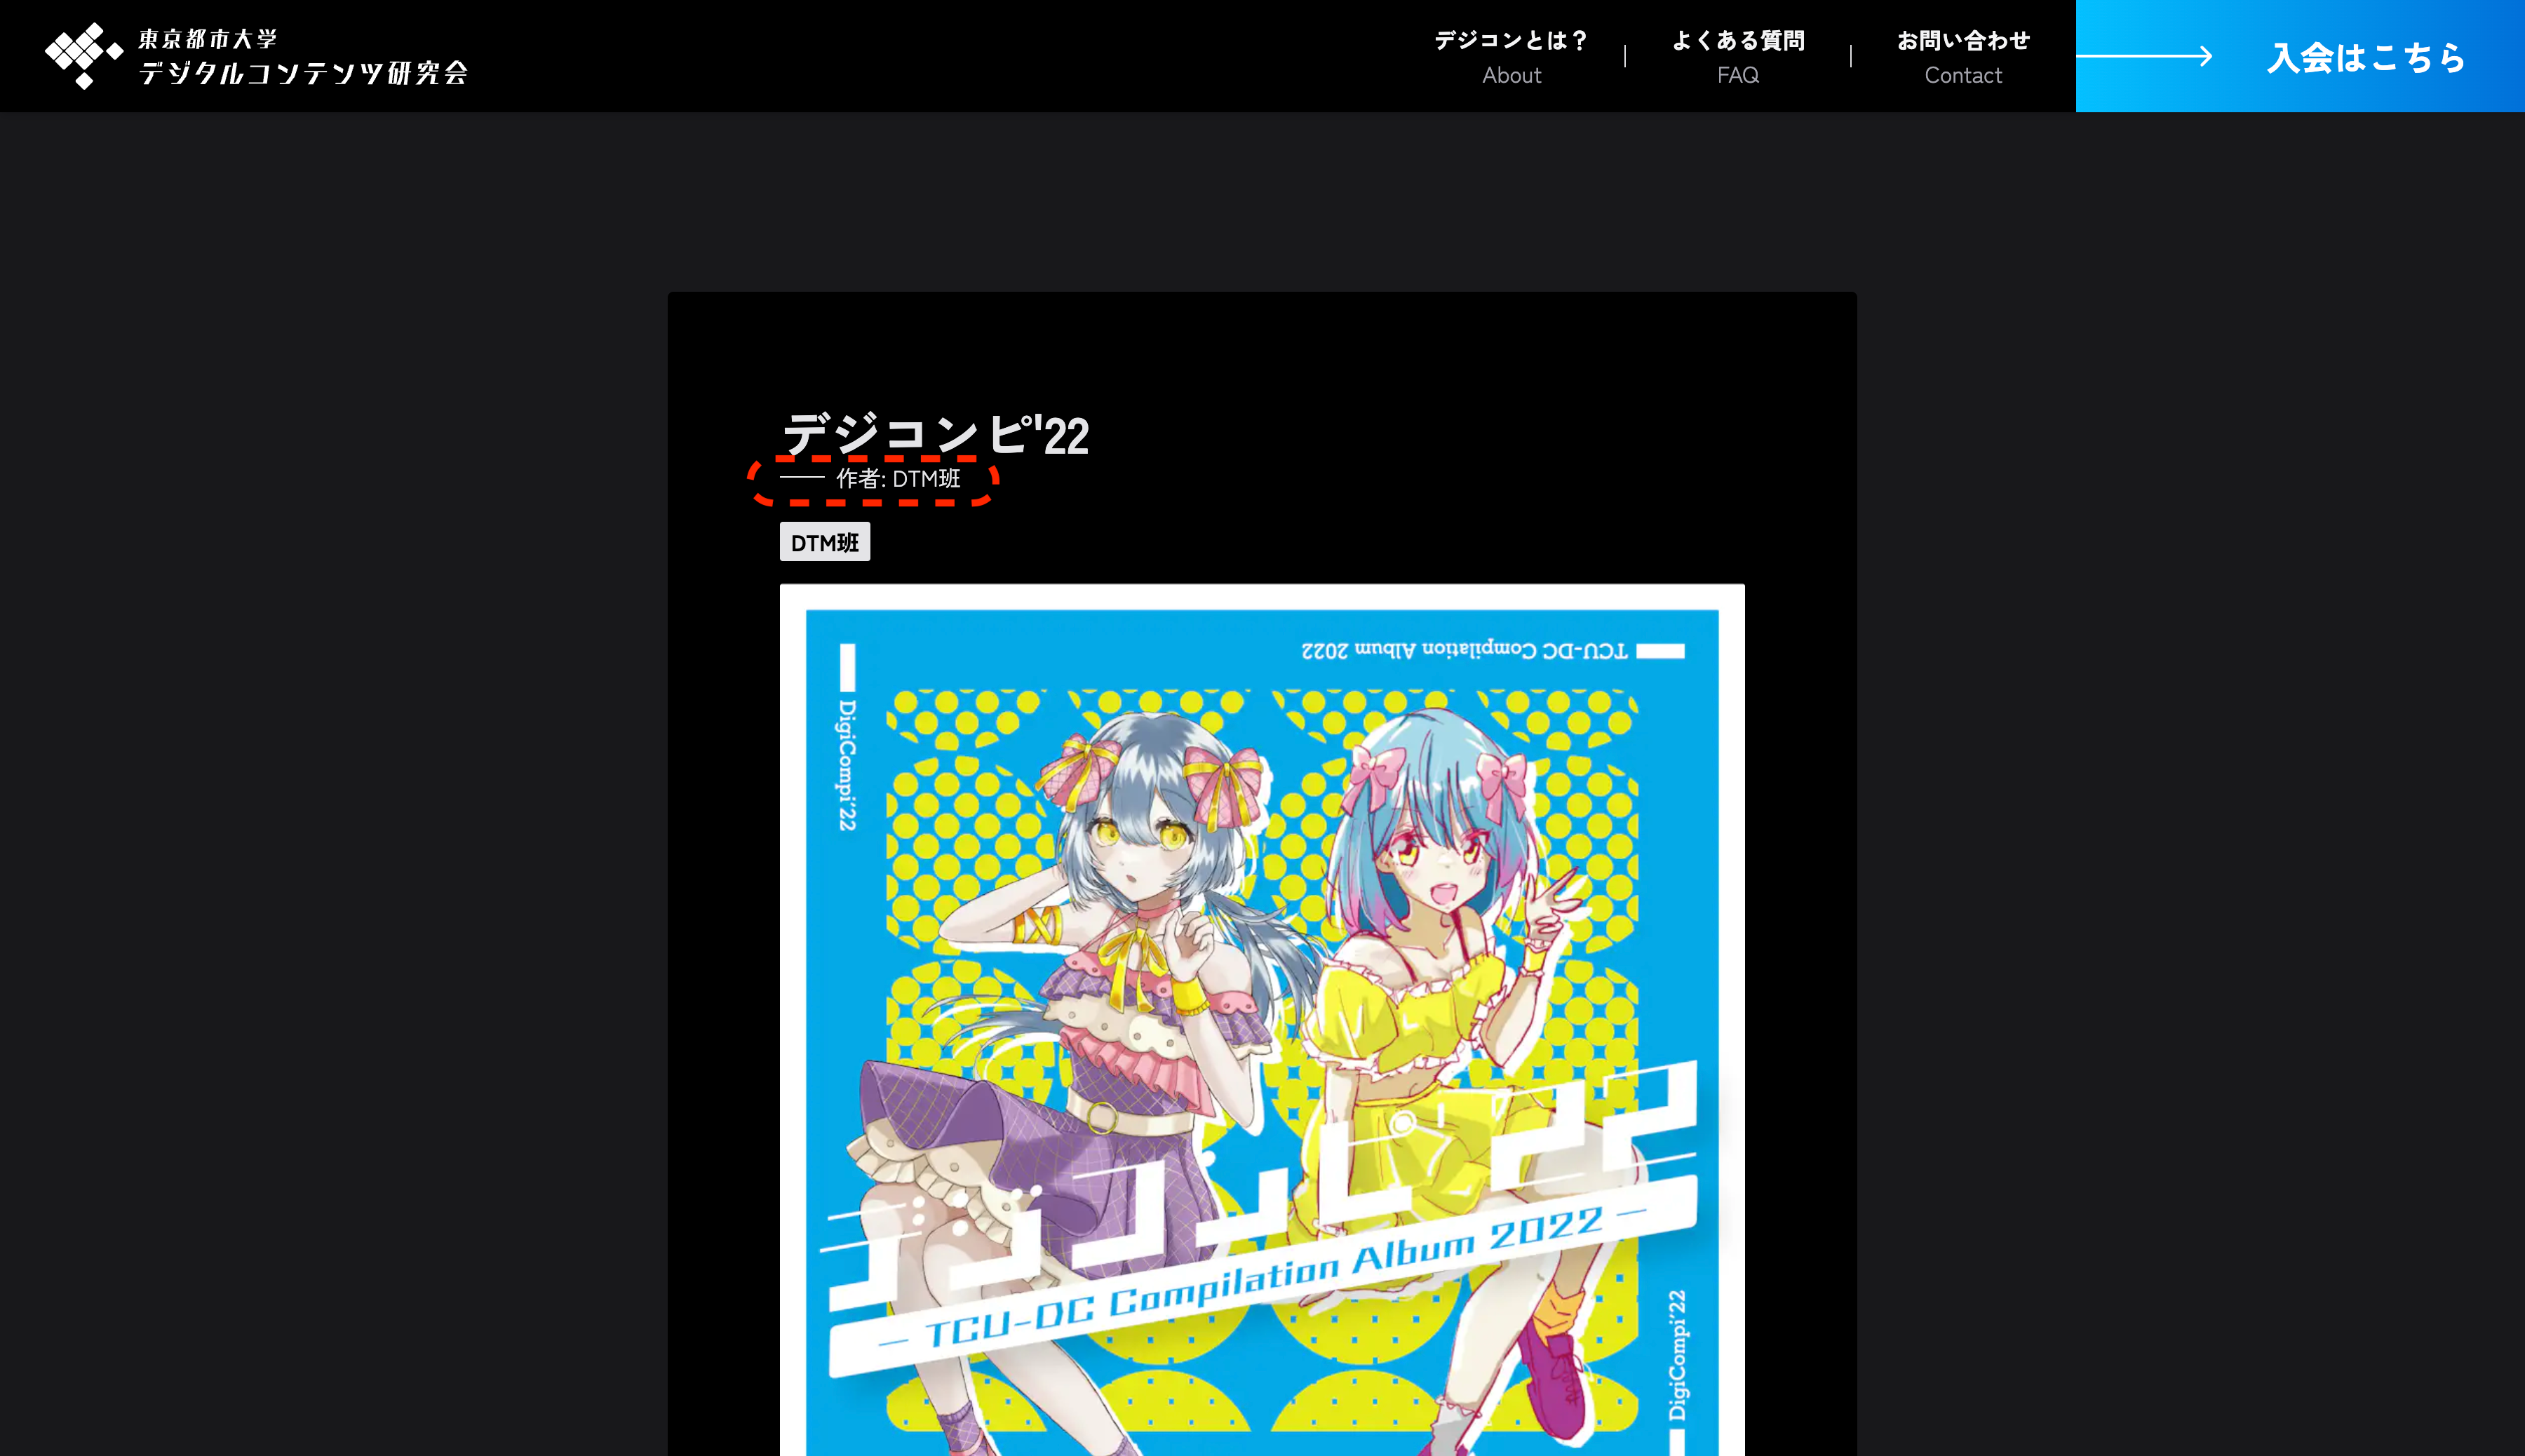 東京都市大学
デジタルコンテンツ研究会
デジコンとは？
About
よくある質問
FAQ
お問い合わせ
Contact
入会はこちら
デジコンピ'22
作者: DTM班
DTM班
TCU-DC Compilation Album 2022
DigiCompi'22
デジコンピ'22
— TCU-DC Compilation Album 2022 —
DigiCompi'22